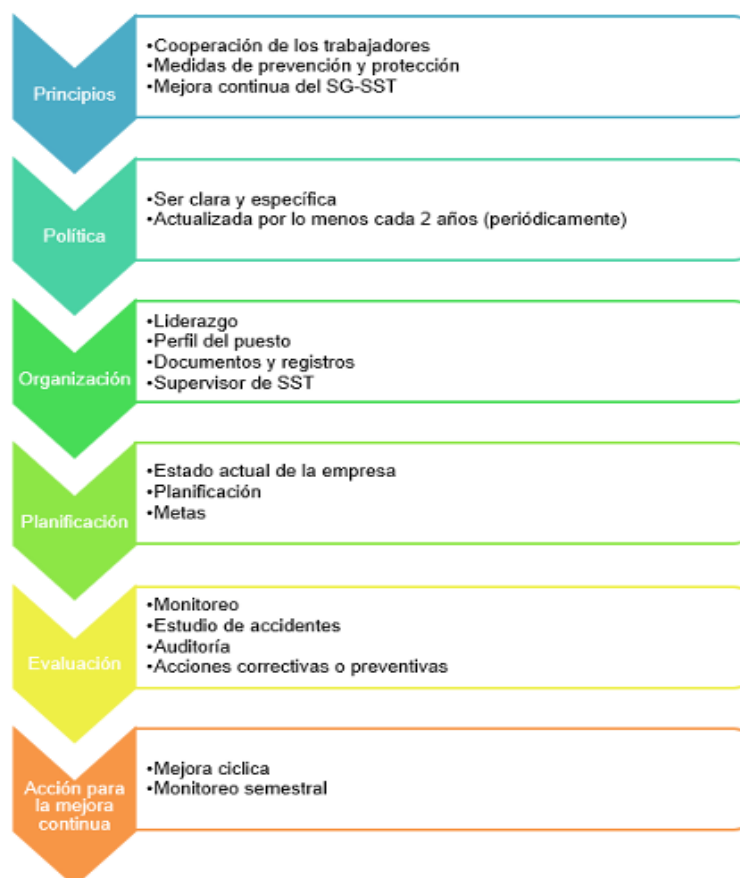 Principios
•Cooperación de los trabajadores
•Medidas de prevención y protección
•Mejora continua del SG-SST
Política
•Ser clara y específica
•Actualizada por lo menos cada 2 años (periódicamente)
Organización
•Liderazgo
•Perfil del puesto
•Documentos y registros
•Supervisor de SST
Planificación
•Estado actual de la empresa
•Planificación
•Metas
Evaluación
•Monitoreo
•Estudio de accidentes
•Auditoría
•Acciones correctivas o preventivas
Acción para
la mejora
continua
•Mejora ciclica
•Monitoreo semestral